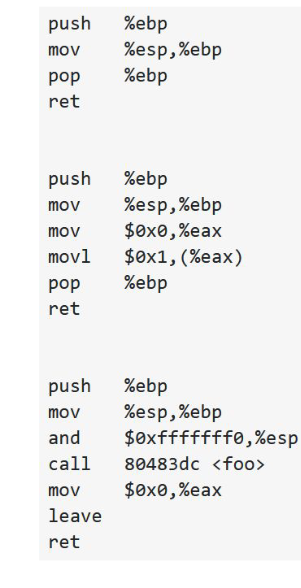 push %ebp
mov %esp,%ebp
pop %ebp
ret
push %ebp
mov %esp,%ebp
mov $0x0,%eax
movl $0x1,(%eax)
pop %ebp
ret
push %ebp
mov %esp,%ebp
and $0xfffffff0,%esp
call 80483dc <foo>
mov $0x0,%eax
leave
ret